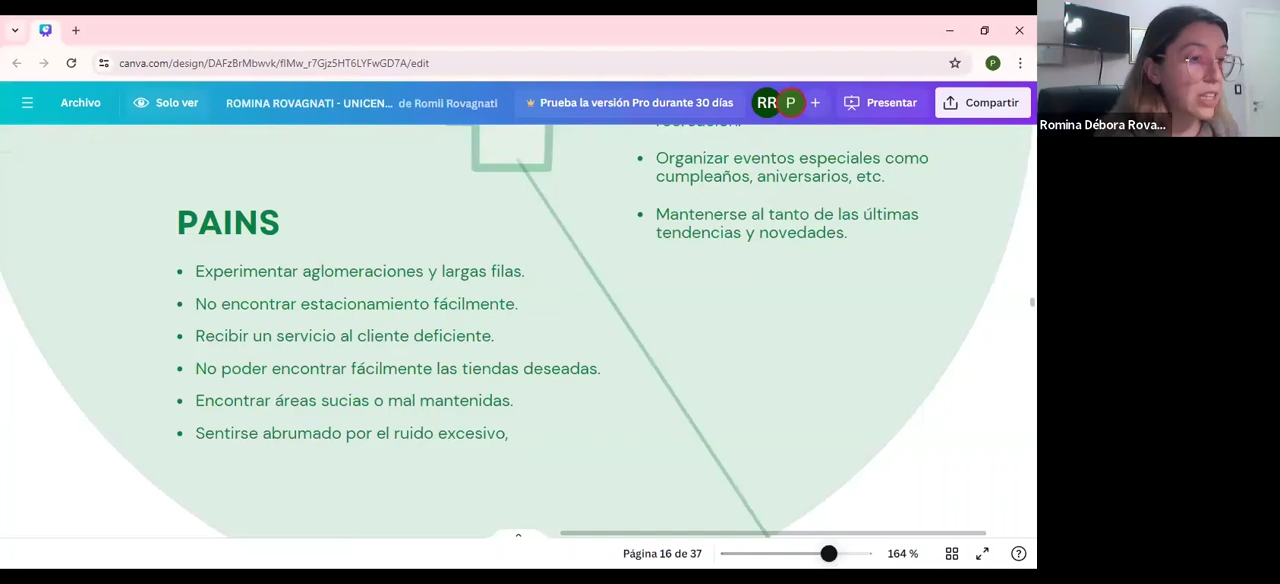 canva.com/design/DAFzBrMbwvk/flMw_r7Gjz5HT6LYFwGD7A/edit
P
Archivo
Solo ver
ROMINA ROVAGNATI - UNICEN... de Romii Rovagnati
Prueba la versión Pro durante 30 días
RR
P
Presentar
Compartir
Romina Débora Rova...
recreación.
• Organizar eventos especiales como
cumpleaños, aniversarios, etc.
• Mantenerse al tanto de las últimas
tendencias y novedades.
PAINS
• Experimentar aglomeraciones y largas filas.
• No encontrar estacionamiento fácilmente.
• Recibir un servicio al cliente deficiente.
• No poder encontrar fácilmente las tiendas deseadas.
• Encontrar áreas sucias o mal mantenidas.
• Sentirse abrumado por el ruido excesivo,
Página 16 de 37
164 %